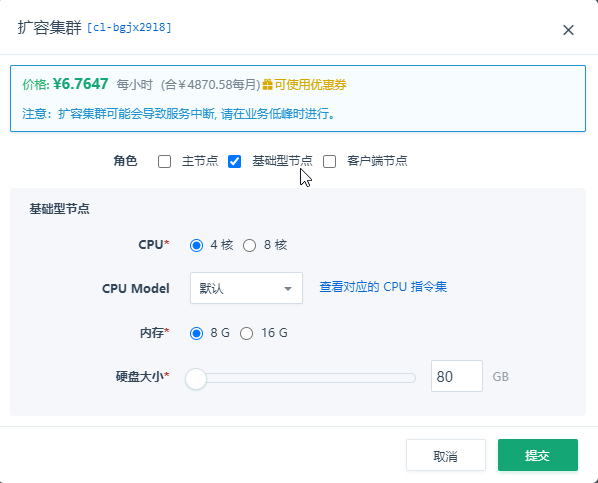 扩容集群 [cl-bgjx2918]
价格: ¥6.7647 每小时 (合￥4870.58每月) 可使用优惠券
注意：扩容集群可能会导致服务中断, 请在业务低峰时进行。
角色 主节点 基础型节点 客户端节点
基础型节点
CPU* 4 核 8 核
CPU Model 默认 查看对应的 CPU 指令集
内存* 8 G 16 G
硬盘大小* 80 GB
取消 提交